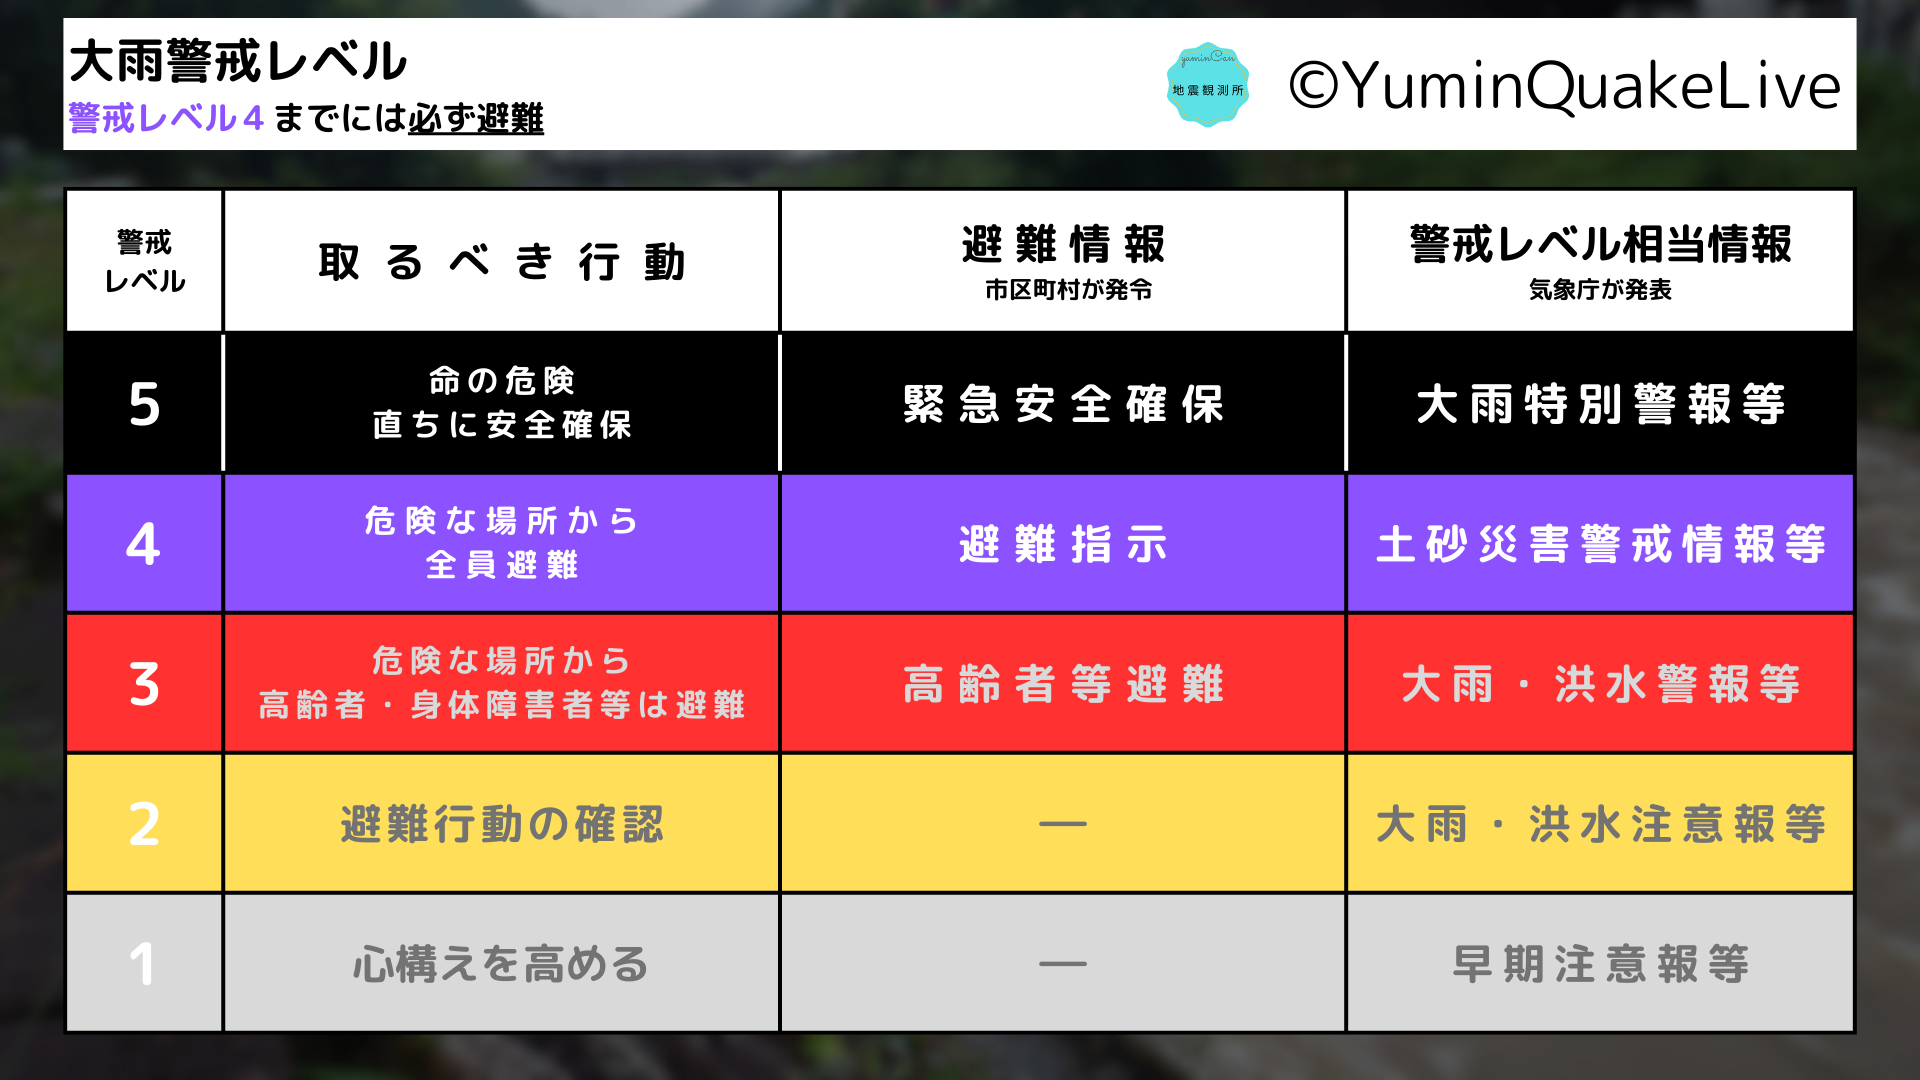 大雨警戒レベル
警戒レベル４までには必ず避難
yuminCan
地震観測所
©YuminQuakeLive
警戒
レベル
取るべき行動
避難情報
市区町村が発令
警戒レベル相当情報
気象庁が発表
5
命の危険
直ちに安全確保
緊急安全確保
大雨特別警報等
4
危険な場所から
全員避難
避難指示
土砂災害警戒情報等
3
危険な場所から
高齢者・身体障害者等は避難
高齢者等避難
大雨・洪水警報等
2
避難行動の確認
―
大雨・洪水注意報等
1
心構えを高める
―
早期注意報等